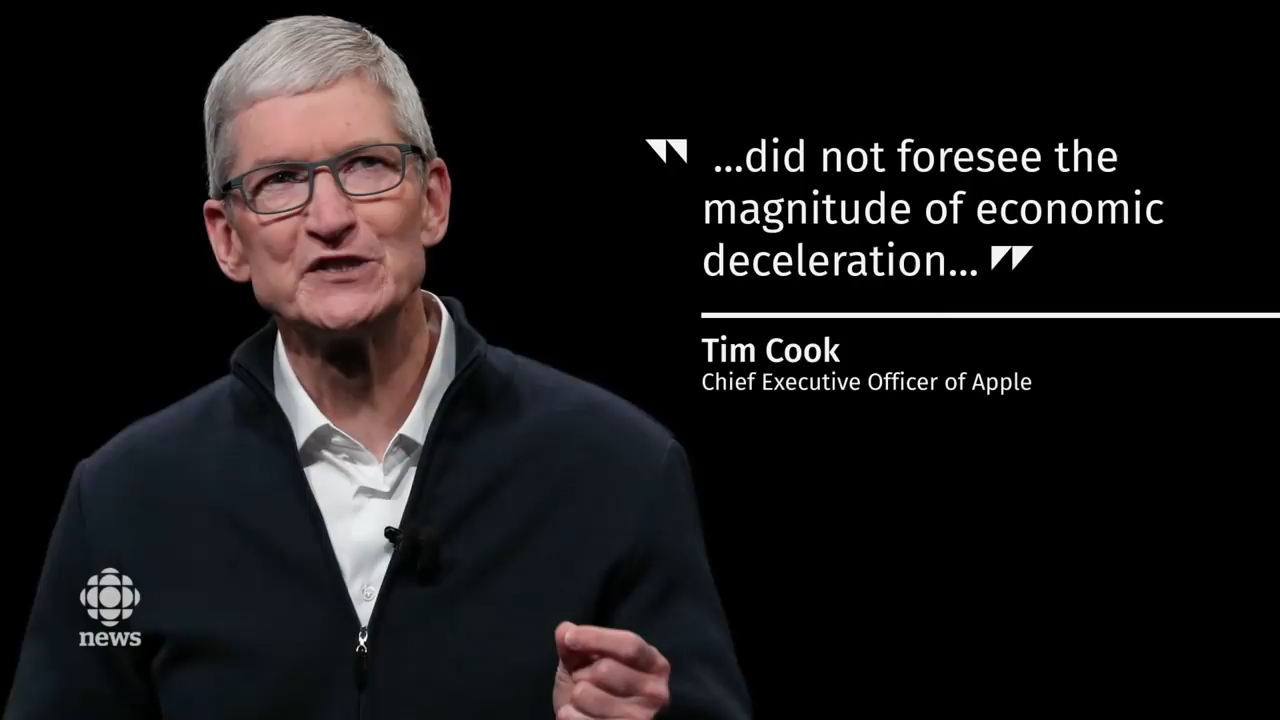 " ...did not foresee the
magnitude of economic
deceleration... "
Tim Cook
Chief Executive Officer of Apple
news